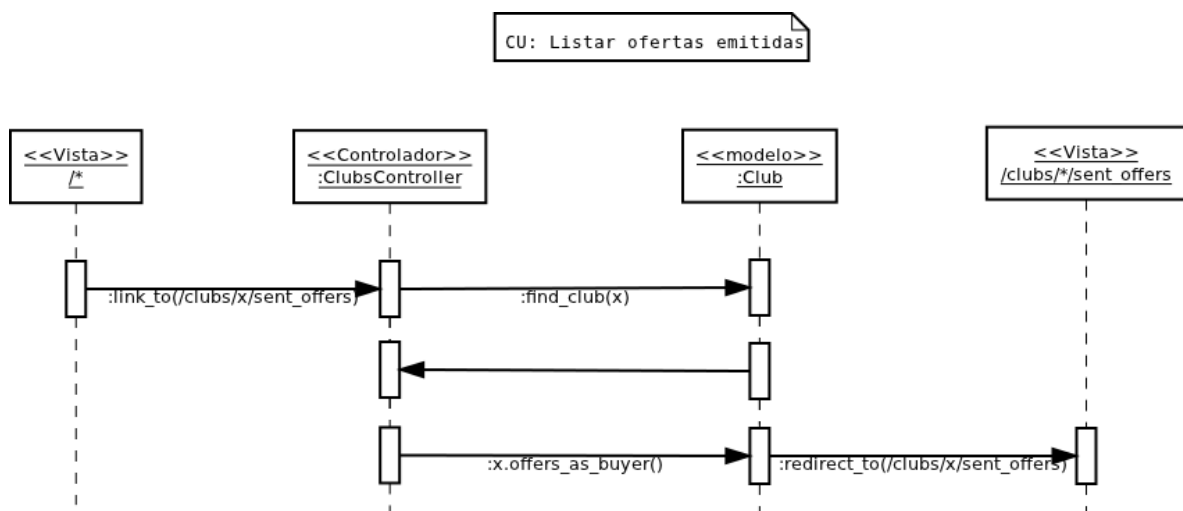 CU: Listar ofertas emitidas
<<Vista>>
/*
<<Controlador>>
:ClubsController
<<modelo>>
:Club
<<Vista>>
/clubs/*/sent_offers
:link_to(/clubs/x/sent_offers)
:find_club(x)
:x.offers_as_buyer()
:redirect_to(/clubs/x/sent_offers)